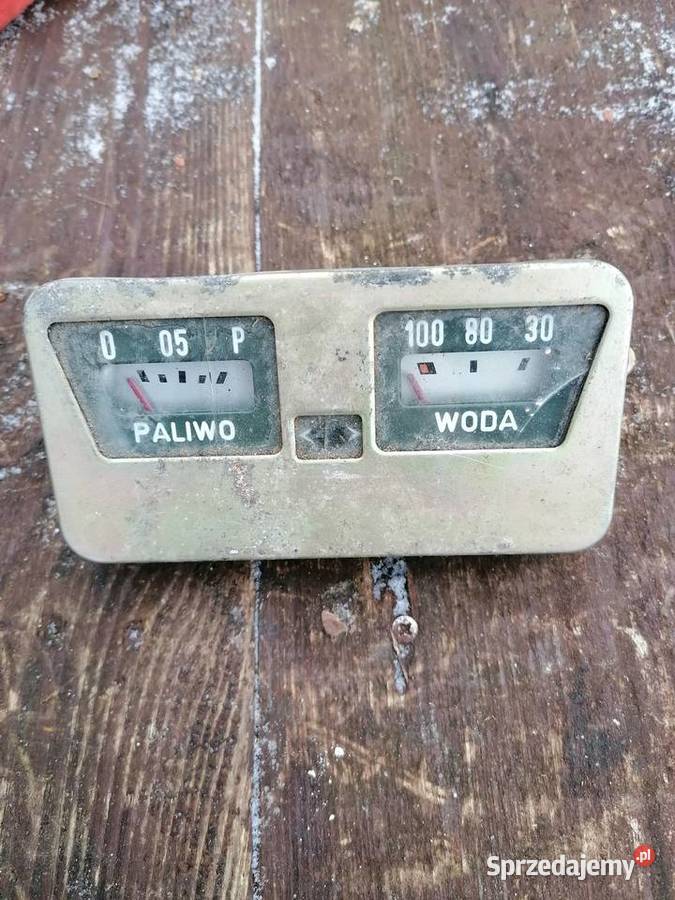 0 05 P
PALIWO
100 80 30
WODA
Sprzedajemy.pl